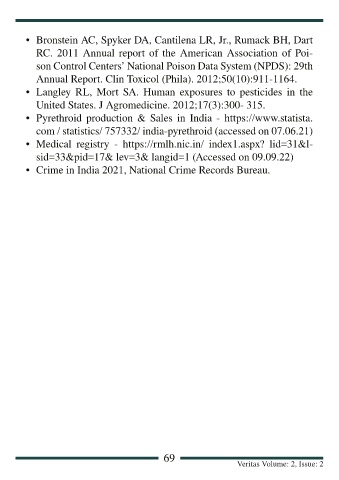 • Bronstein AC, Spyker DA, Cantilena LR, Jr., Rumack BH, Dart
RC. 2011 Annual report of the American Association of Poi-
son Control Centers' National Poison Data System (NPDS): 29th
Annual Report. Clin Toxicol (Phila). 2012;50(10):911-1164.
• Langley RL, Mort SA. Human exposures to pesticides in the
United States. J Agromedicine. 2012;17(3):300- 315.
• Pyrethroid production & Sales in India - https://www.statista.
com / statistics/ 757332/ india-pyrethroid (accessed on 07.06.21)
• Medical registry - https://rmlh.nic.in/ index1.aspx? lid=31&l-
sid=33&pid=17& lev=3& langid=1 (Accessed on 09.09.22)
• Crime in India 2021, National Crime Records Bureau.
69
Veritas Volume: 2, Issue: 2